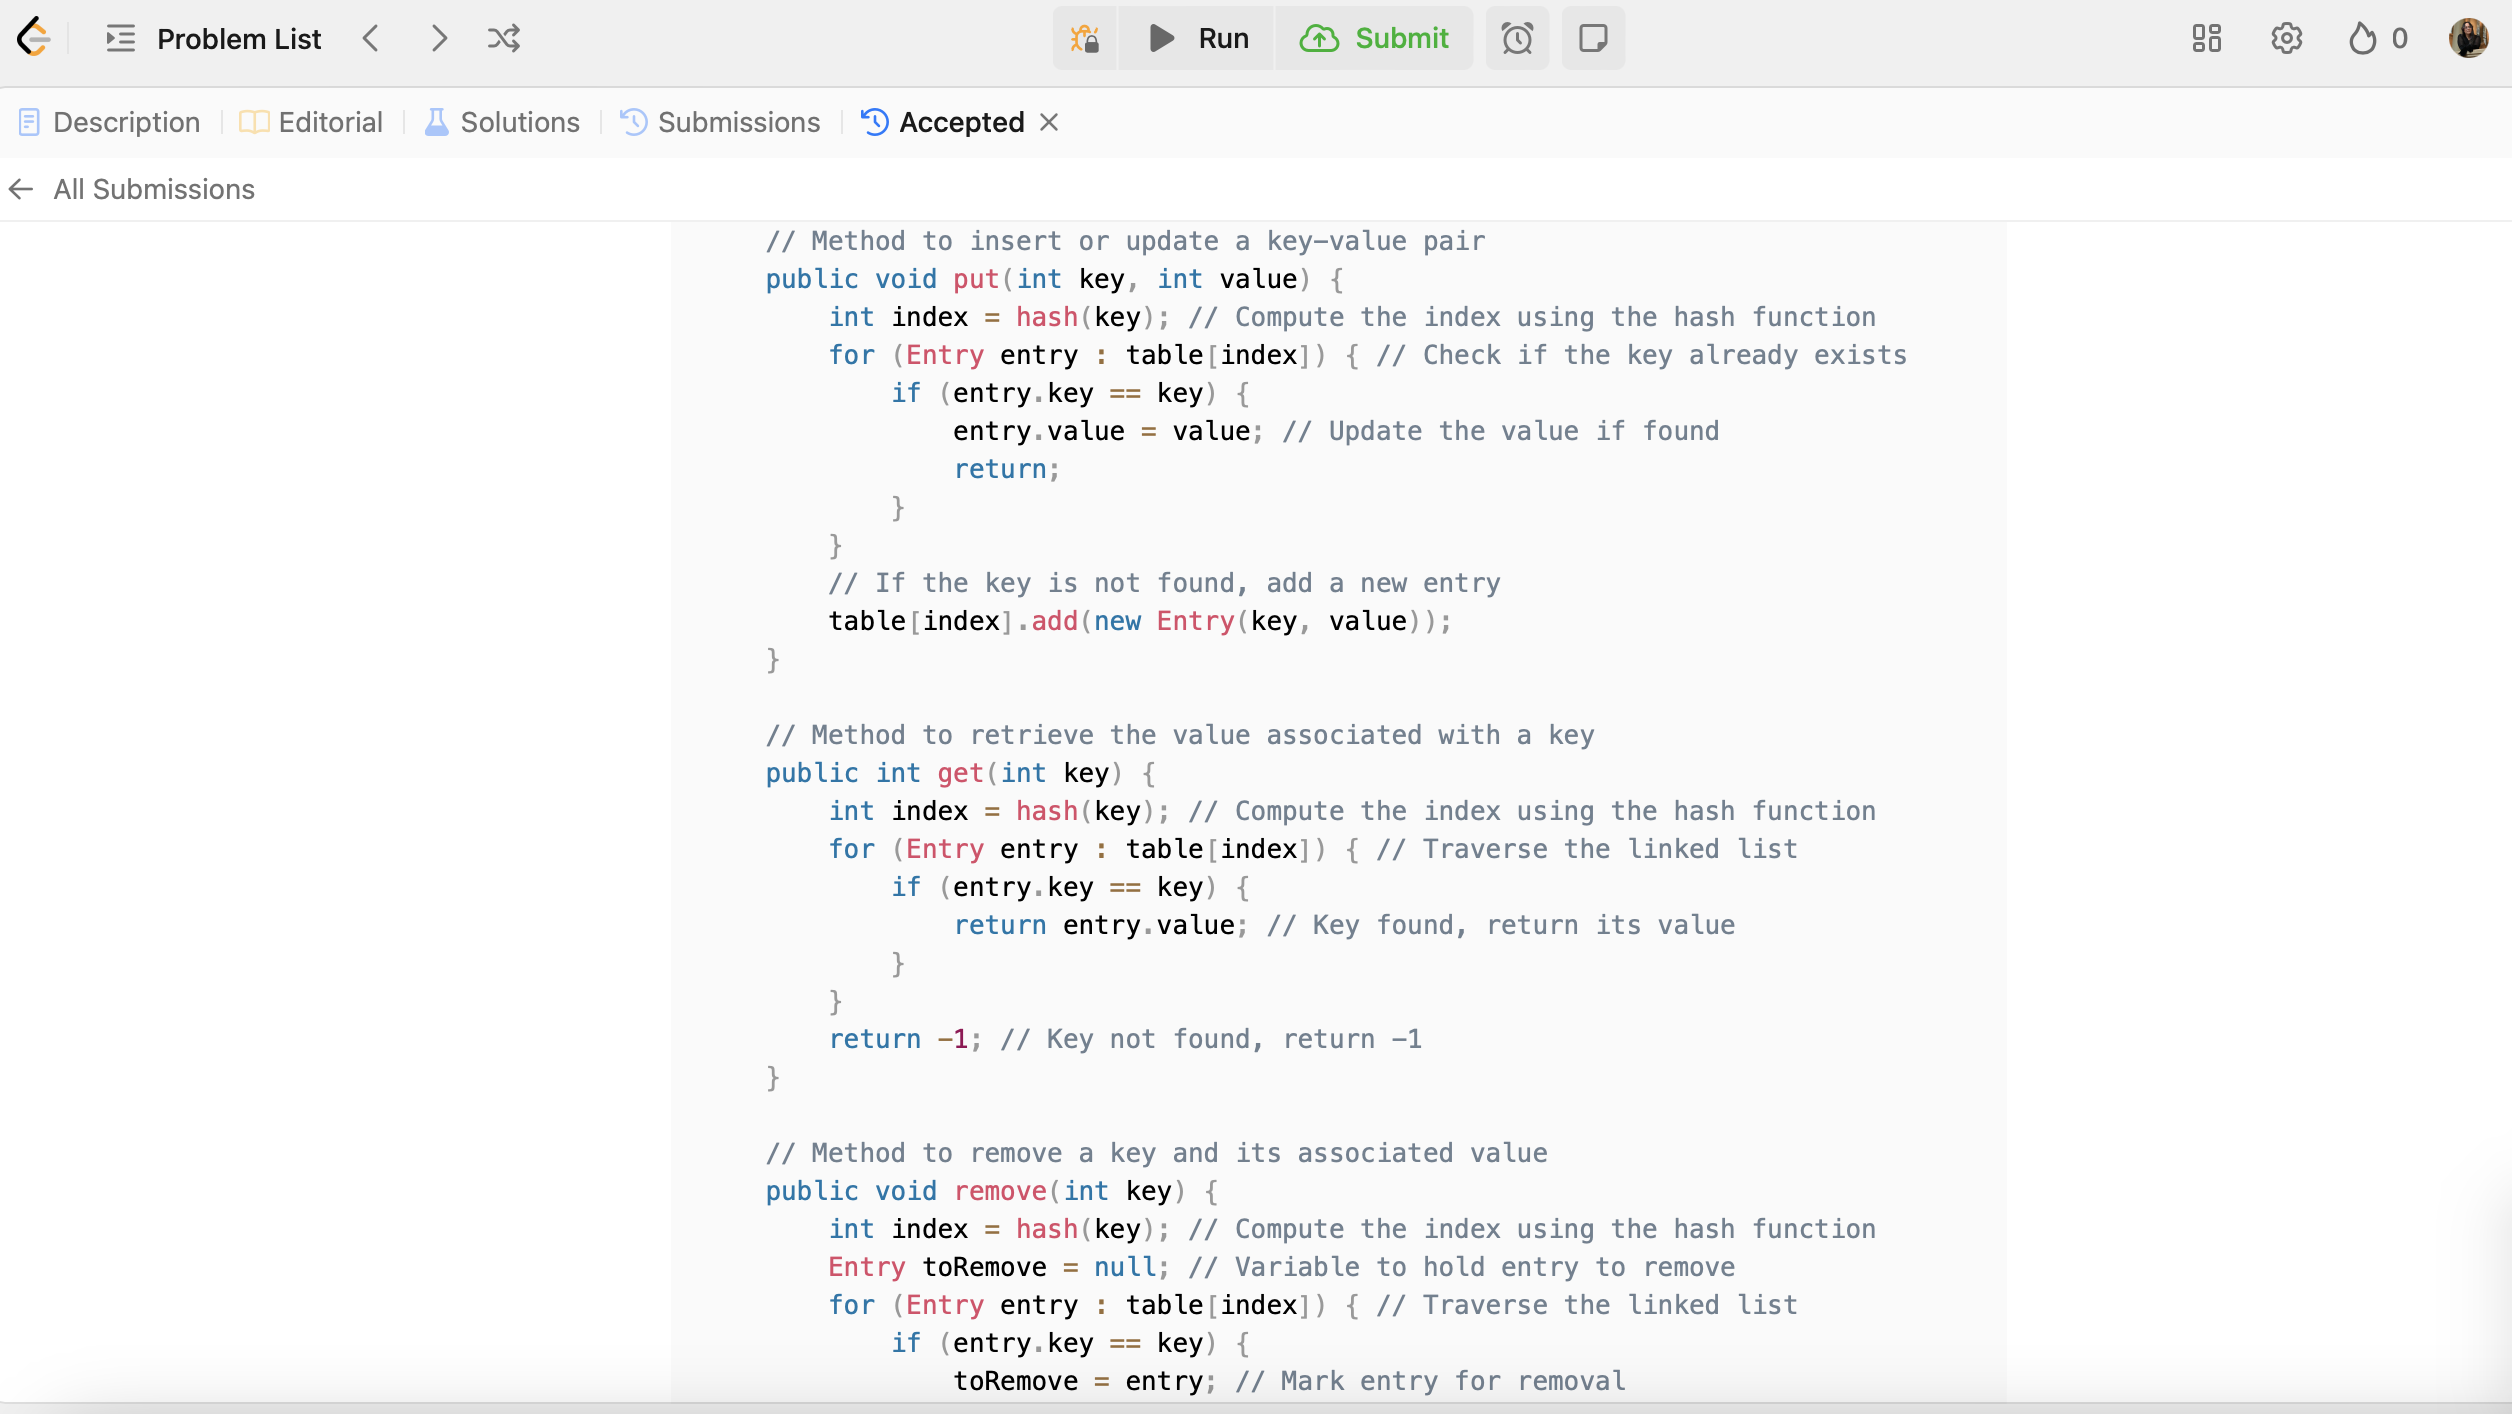 Problem List Run Submit 0
Description Editorial Solutions Submissions Accepted
All Submissions
// Method to insert or update a key-value pair
public void put(int key, int value) {
    int index = hash(key); // Compute the index using the hash function
    for (Entry entry : table[index]) { // Check if the key already exists
        if (entry.key == key) {
            entry.value = value; // Update the value if found
            return;
        }
    }
    // If the key is not found, add a new entry
    table[index].add(new Entry(key, value));
}
// Method to retrieve the value associated with a key
public int get(int key) {
    int index = hash(key); // Compute the index using the hash function
    for (Entry entry : table[index]) { // Traverse the linked list
        if (entry.key == key) {
            return entry.value; // Key found, return its value
        }
    }
    return -1; // Key not found, return -1
}
// Method to remove a key and its associated value
public void remove(int key) {
    int index = hash(key); // Compute the index using the hash function
    Entry toRemove = null; // Variable to hold entry to remove
    for (Entry entry : table[index]) { // Traverse the linked list
        if (entry.key == key) {
            toRemove = entry; // Mark entry for removal